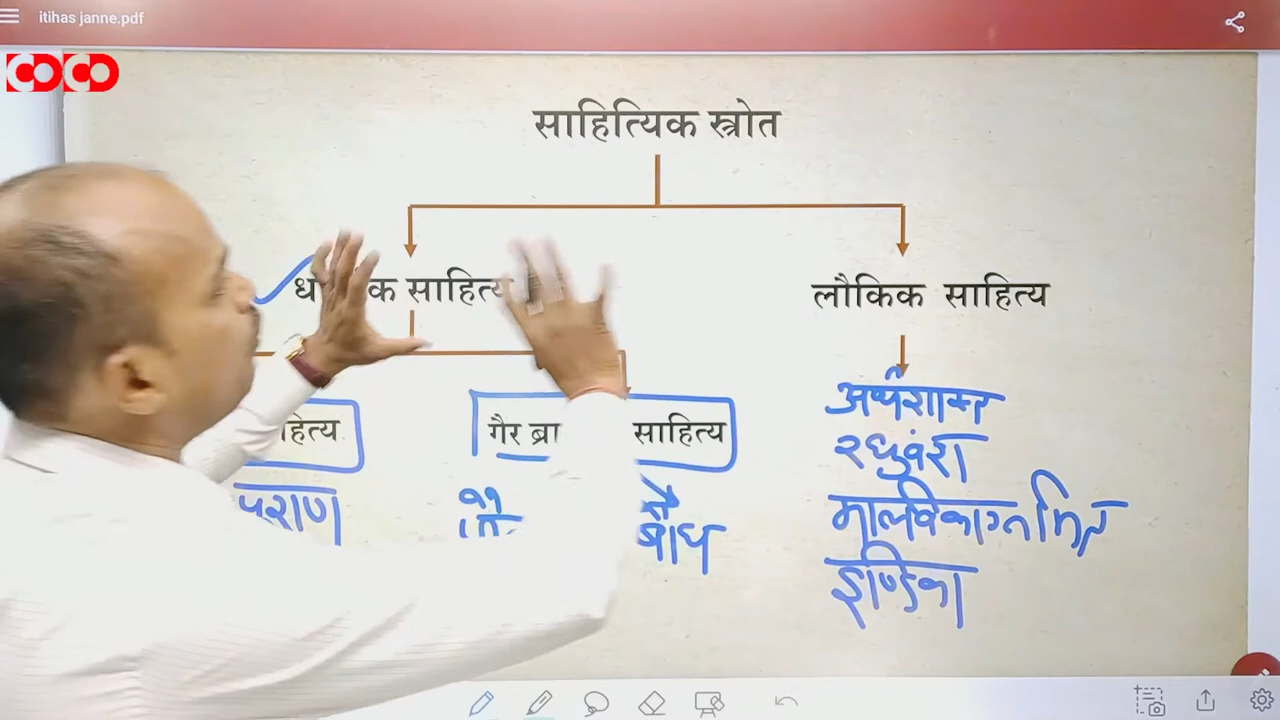 itihas janne.pdf
साहित्यिक स्त्रोत
क साहित्य
लौकिक साहित्य
हित्य
गैर ब्रा साहित्य
अर्थशास्त्र
रघुवंश
पुराण
बौध
मालविकाग्निमित्र
इण्डिका